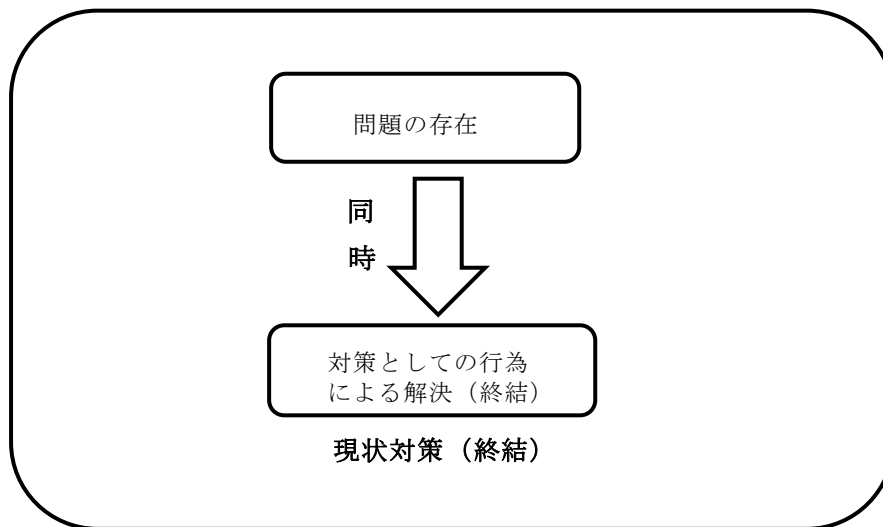 問題の存在
同
時
対策としての行為
による解決（終結）
現状対策（終結）